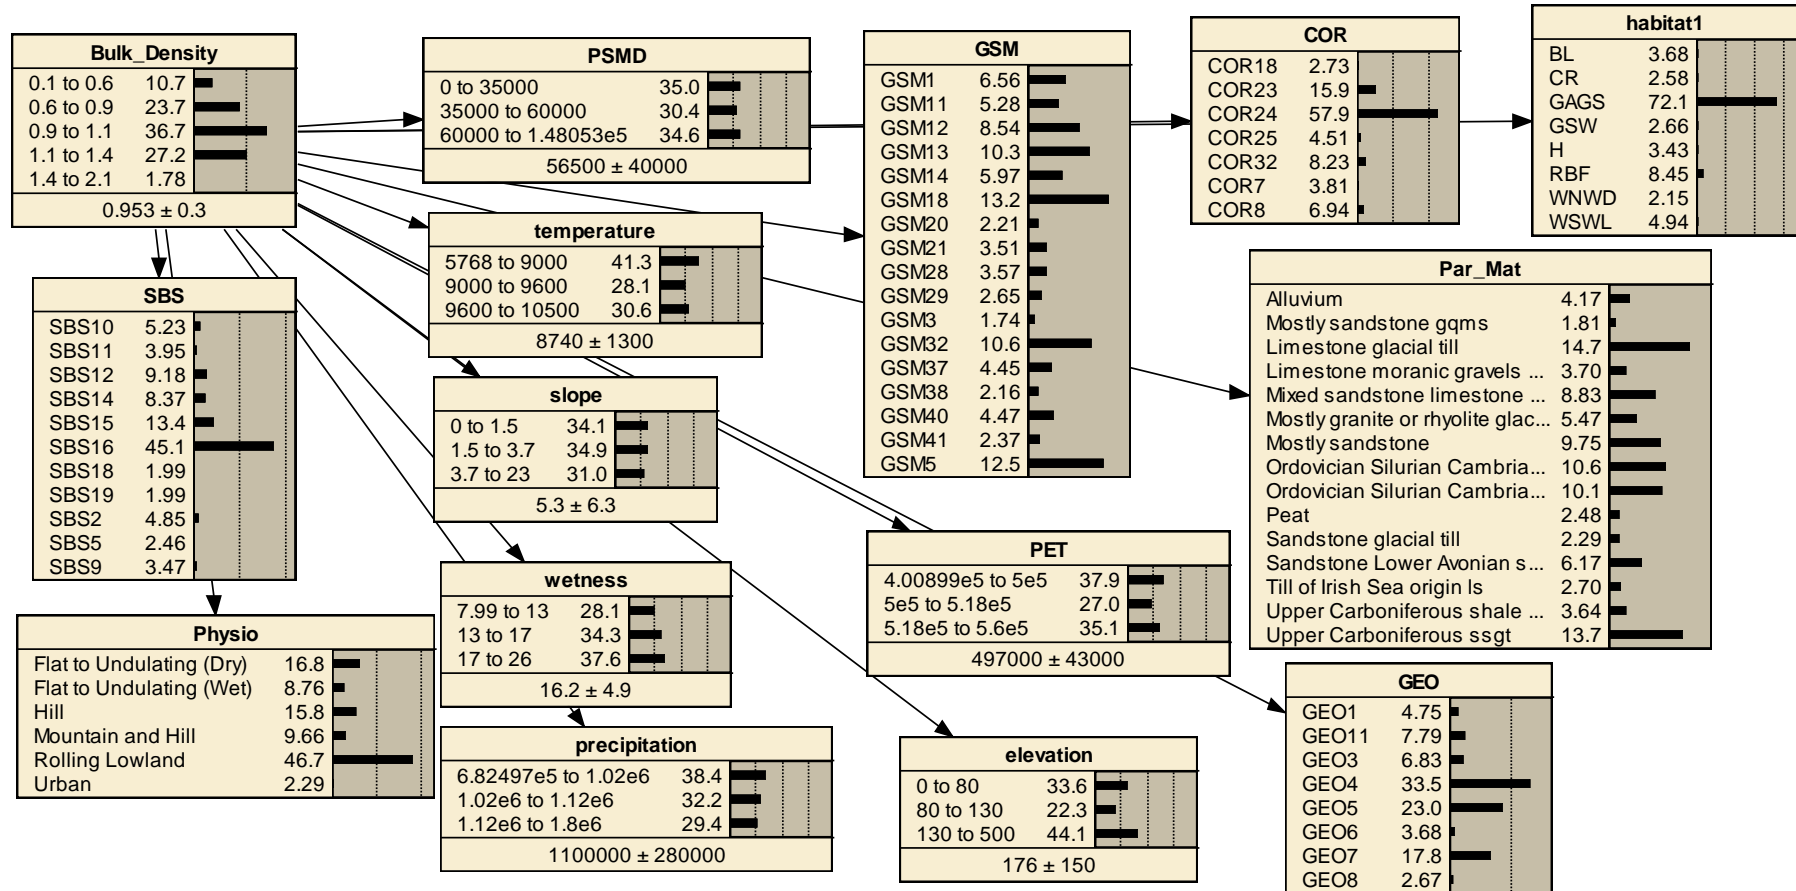 Bulk_Density
0.1 to 0.6 10.7
0.6 to 0.9 23.7
0.9 to 1.1 36.7
1.1 to 1.4 27.2
1.4 to 2.1 1.78
0.953 ± 0.3
PSMD
0 to 35000 35.0
35000 to 60000 30.4
60000 to 1.48053e5 34.6
56500 ± 40000
GSM
GSM1 6.56
GSM11 5.28
GSM12 8.54
GSM13 10.3
GSM14 5.97
GSM18 13.2
GSM20 2.21
GSM21 3.51
GSM28 3.57
GSM29 2.65
GSM3 1.74
GSM32 10.6
GSM37 4.45
GSM38 2.16
GSM40 4.47
GSM41 2.37
GSM5 12.5
COR
COR18 2.73
COR23 15.9
COR24 57.9
COR25 4.51
COR32 8.23
COR7 3.81
COR8 6.94
habitat1
BL 3.68
CR 2.58
GAGS 72.1
GSW 2.66
H 3.43
RBF 8.45
WNWD 2.15
WSWL 4.94
temperature
5768 to 9000 41.3
9000 to 9600 28.1
9600 to 10500 30.6
8740 ± 1300
SBS
SBS10 5.23
SBS11 3.95
SBS12 9.18
SBS14 8.37
SBS15 13.4
SBS16 45.1
SBS18 1.99
SBS19 1.99
SBS2 4.85
SBS5 2.46
SBS9 3.47
slope
0 to 1.5 34.1
1.5 to 3.7 34.9
3.7 to 23 31.0
5.3 ± 6.3
Par_Mat
Alluvium 4.17
Mostly sandstone gqms 1.81
Limestone glacial till 14.7
Limestone moranic gravels ... 3.70
Mixed sandstone limestone ... 8.83
Mostly granite or rhyolite glac... 5.47
Mostly sandstone 9.75
Ordovician Silurian Cambria... 10.6
Ordovician Silurian Cambria... 10.1
Peat 2.48
Sandstone glacial till 2.29
Sandstone Lower Avonian s... 6.17
Till of Irish Sea origin ls 2.70
Upper Carboniferous shale ... 3.64
Upper Carboniferous ssgt 13.7
PET
4.00899e5 to 5e5 37.9
5e5 to 5.18e5 27.0
5.18e5 to 5.6e5 35.1
497000 ± 43000
wetness
7.99 to 13 28.1
13 to 17 34.3
17 to 26 37.6
16.2 ± 4.9
Physio
Flat to Undulating (Dry) 16.8
Flat to Undulating (Wet) 8.76
Hill 15.8
Mountain and Hill 9.66
Rolling Lowland 46.7
Urban 2.29
precipitation
6.82497e5 to 1.02e6 38.4
1.02e6 to 1.12e6 32.2
1.12e6 to 1.8e6 29.4
1100000 ± 280000
elevation
0 to 80 33.6
80 to 130 22.3
130 to 500 44.1
176 ± 150
GEO
GEO1 4.75
GEO11 7.79
GEO3 6.83
GEO4 33.5
GEO5 23.0
GEO6 3.68
GEO7 17.8
GEO8 2.67